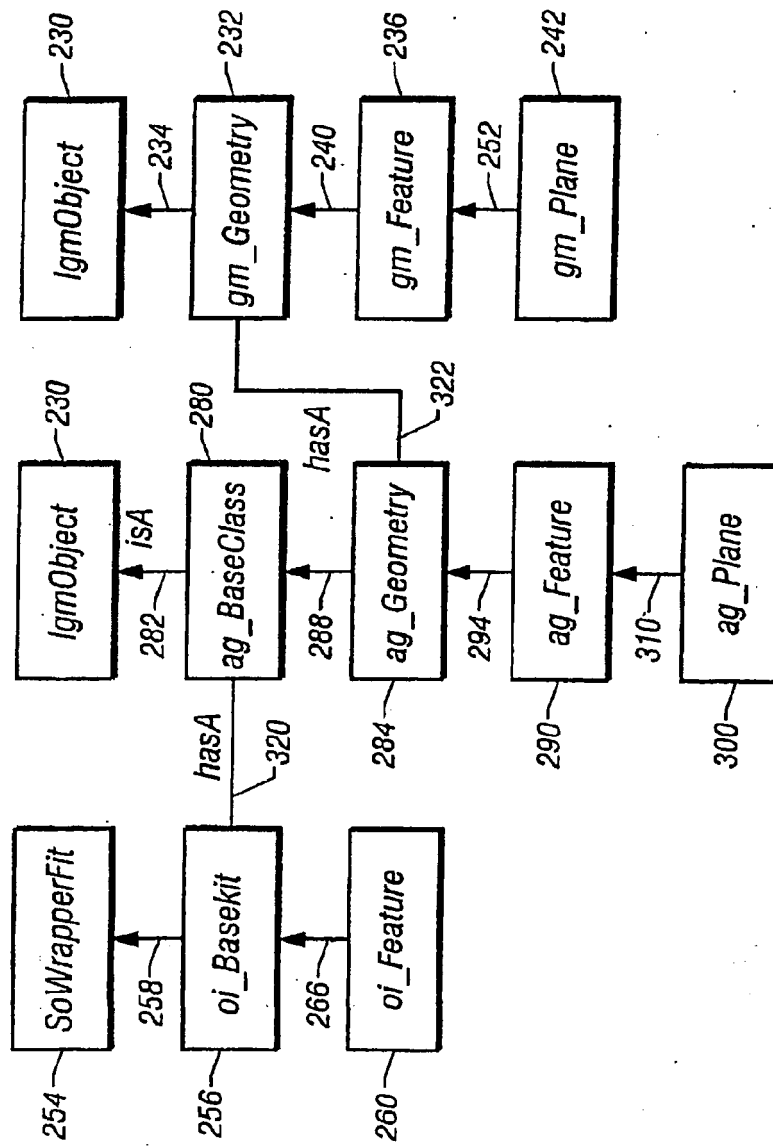 230
230
SoWrapperFit
IgmObject
IgmObject
254
isA
258
282
234
hasA
280
232
oi_Basekit
ag_BaseClass
gm_Geometry
256
320
266
288
hasA
240
236
oi_Feature
ag_Geometry
gm_Feature
260
284
322
294
252
242
ag_Feature
gm_Plane
290
310
ag_Plane
300